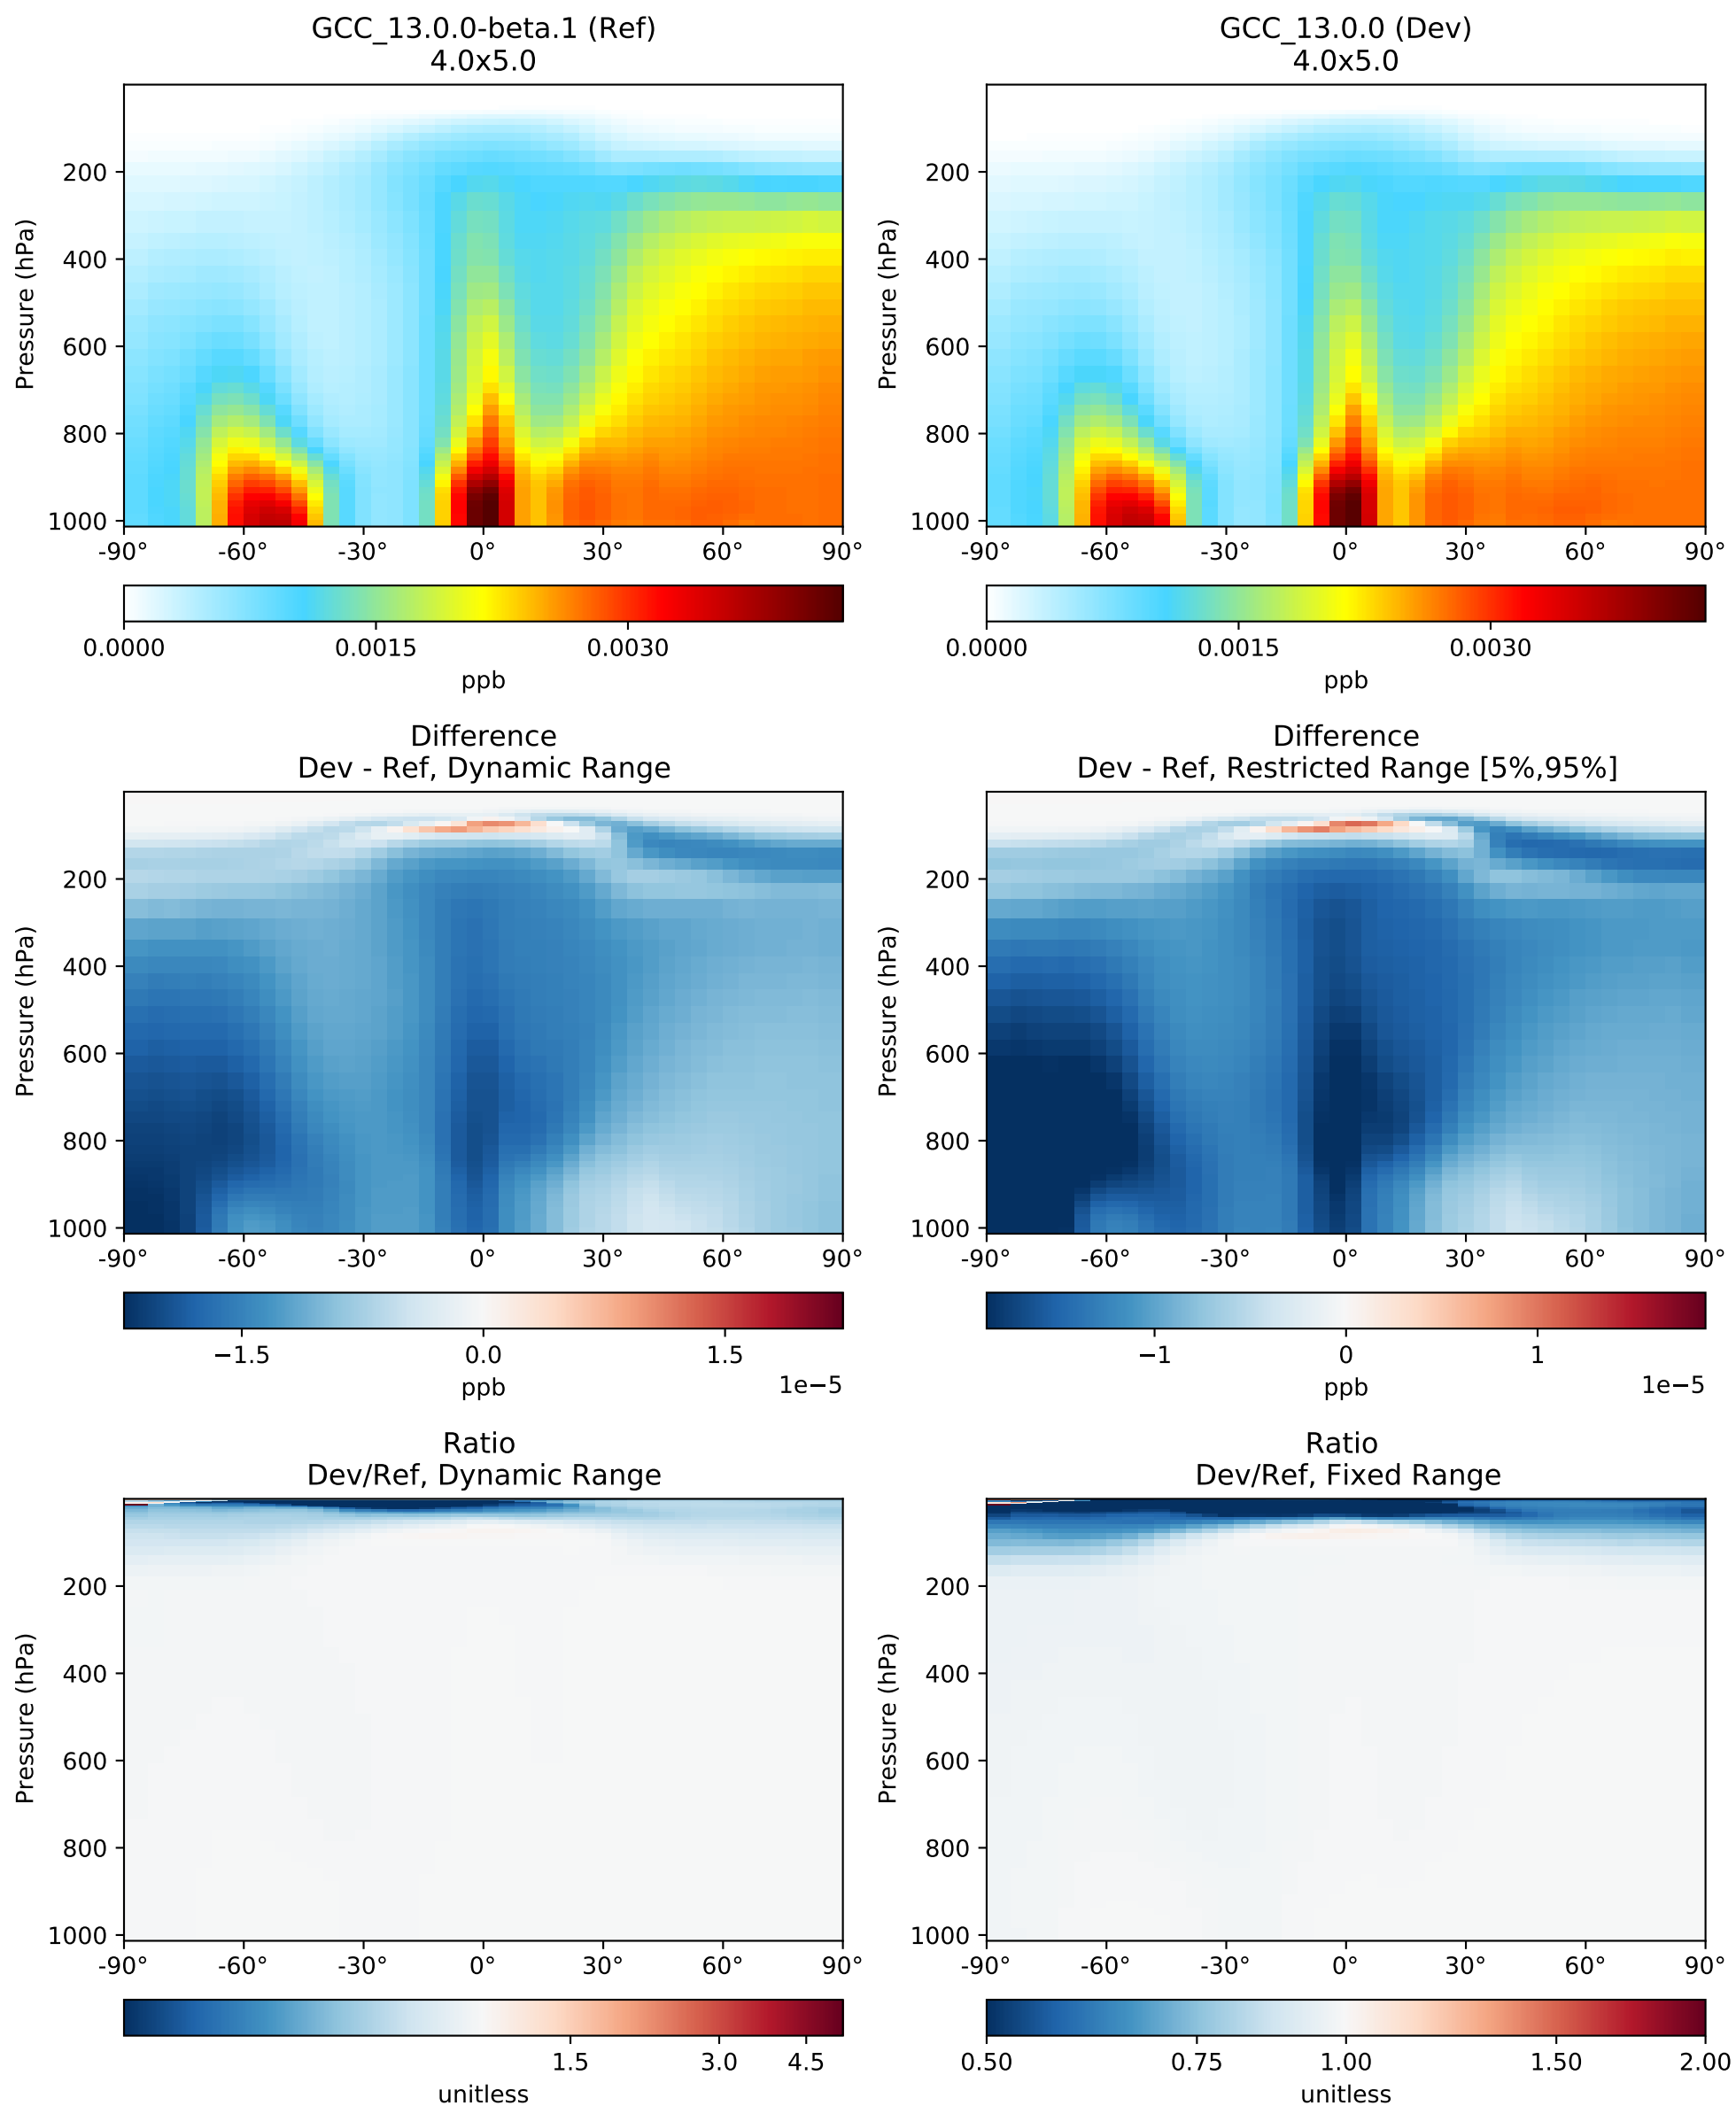 GCC_13.0.0-beta.1 (Ref)
4.0x5.0
Pressure (hPa)
200
400
600
800
1000
-90° -60° -30° 0° 30° 60° 90°
0.0000 0.0015 0.0030
ppb
GCC_13.0.0 (Dev)
4.0x5.0
Pressure (hPa)
200
400
600
800
1000
-90° -60° -30° 0° 30° 60° 90°
0.0000 0.0015 0.0030
ppb
Difference
Dev - Ref, Dynamic Range
Pressure (hPa)
200
400
600
800
1000
-90° -60° -30° 0° 30° 60° 90°
−1.5 0.0 1.5
ppb 1e−5
Difference
Dev - Ref, Restricted Range [5%,95%]
Pressure (hPa)
200
400
600
800
1000
-90° -60° -30° 0° 30° 60° 90°
−1 0 1
ppb 1e−5
Ratio
Dev/Ref, Dynamic Range
Pressure (hPa)
200
400
600
800
1000
-90° -60° -30° 0° 30° 60° 90°
1.5 3.0 4.5
unitless
Ratio
Dev/Ref, Fixed Range
Pressure (hPa)
200
400
600
800
1000
-90° -60° -30° 0° 30° 60° 90°
0.50 0.75 1.00 1.50 2.00
unitless